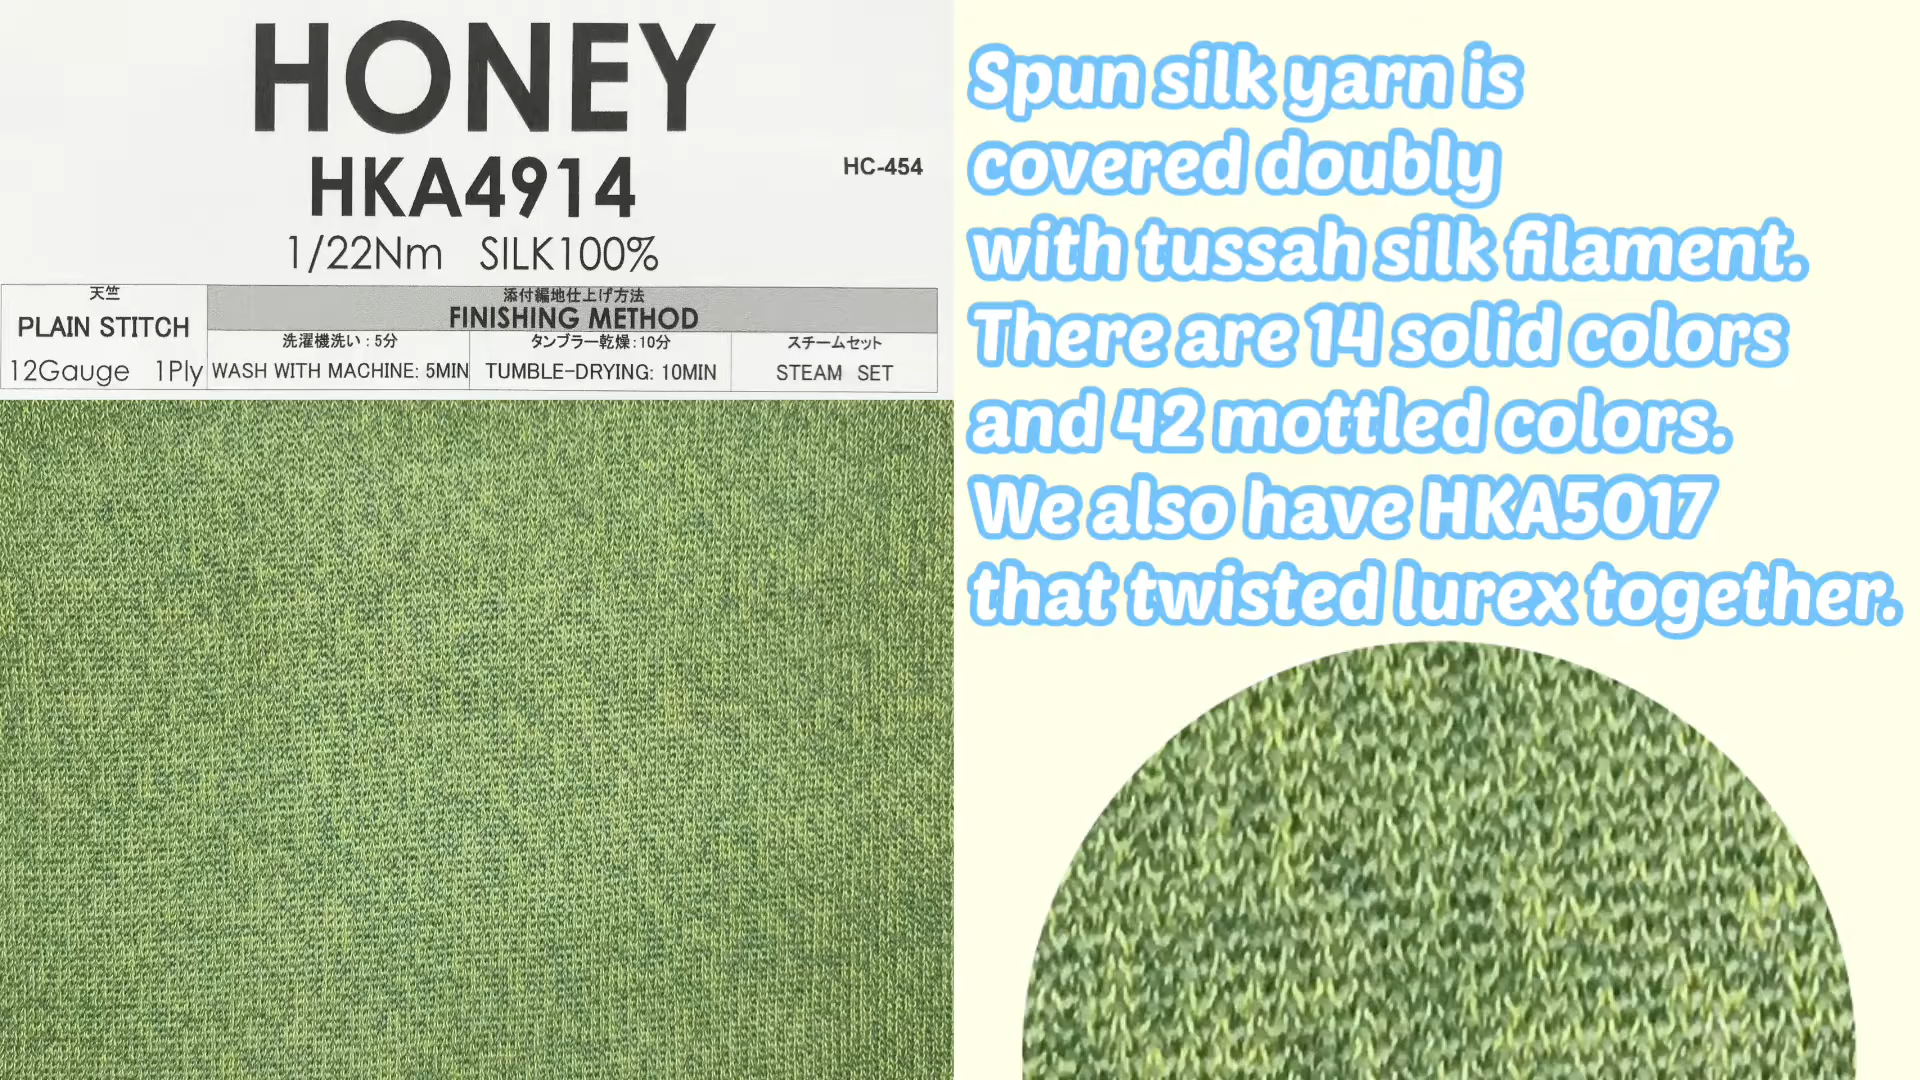 HONEY
HKA4914
HC-454
1/22Nm SILK100%
天竺
PLAIN STITCH
12Gauge 1Ply
添付編地仕上げ方法
FINISHING METHOD
洗濯機洗い:5分
WASH WITH MACHINE: 5MIN
タンブラー乾燥:10分
TUMBLE-DRYING: 10MIN
スチームセット
STEAM SET
Spun silk yarn is
covered doubly
with tussah silk filament.
There are 14 solid colors
and 42 mottled colors.
We also have HKA5017
that twisted lurex together.